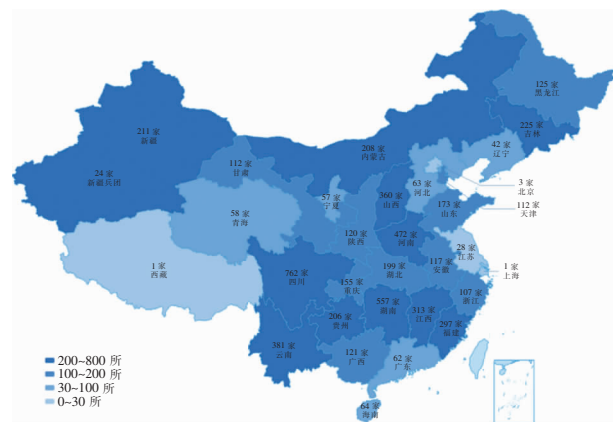 125 家
黑龙江
211 家
新疆
225 家
吉林
208 家
内蒙古
42 家
辽宁
112 家
甘肃
24 家
新疆兵团
63 家
河北
3 家
北京
57 家
宁夏
360 家
山西
58 家
青海
173 家
山东
112 家
天津
120 家
陕西
472 家
河南
28 家
江苏
1 家
西藏
762 家
四川
199 家
湖北
117 家
安徽
1 家
上海
155 家
重庆
107 家
浙江
557 家
湖南
313 家
江西
206 家
贵州
297 家
福建
381 家
云南
121 家
广西
62 家
广东
64 家
海南
200~800 所
100~200 所
30~100 所
0~30 所